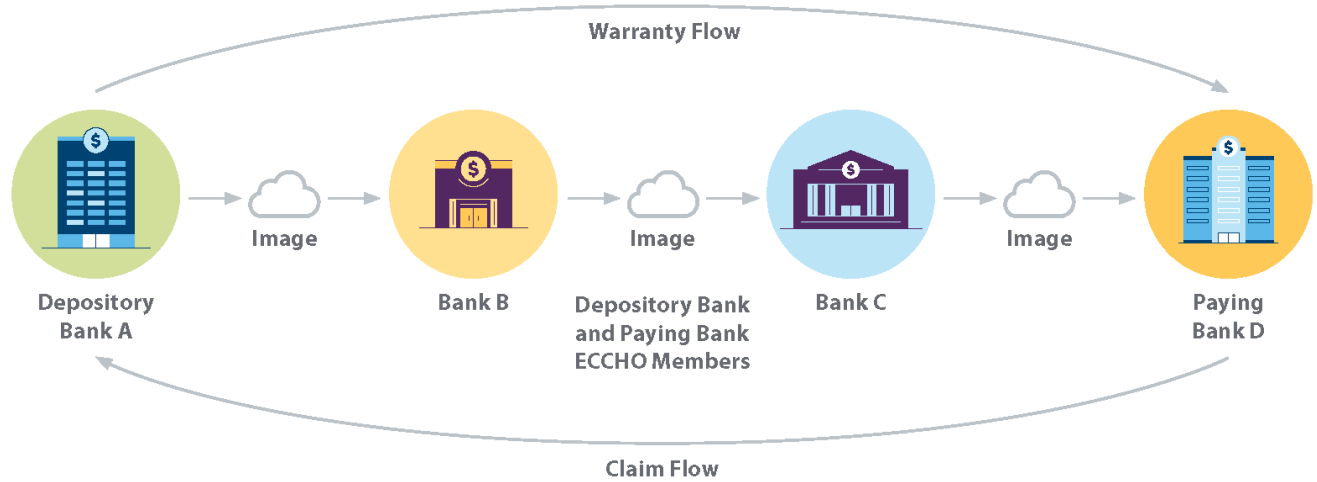 Warranty Flow
$
$
$
$
Image
Image
Image
Depository
Bank A
Bank B
Depository Bank
and Paying Bank
ECCHO Members
Bank C
Paying
Bank D
Claim Flow